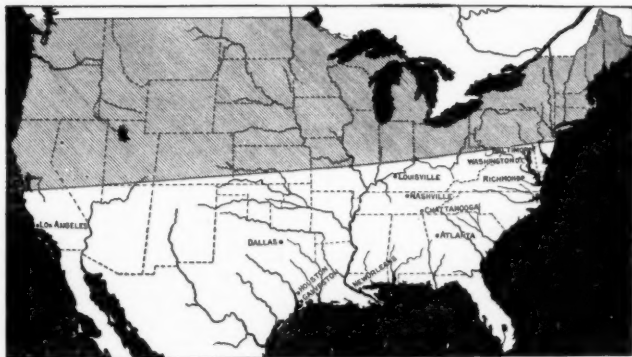 BALTIMORE
WASHINGTON
LOUISVILLE
RICHMOND
NASHVILLE
CHATTANOOGA
LOS ANGELES
ATLANTA
DALLAS
HOUSTON
GALVESTON
NEW ORLEANS